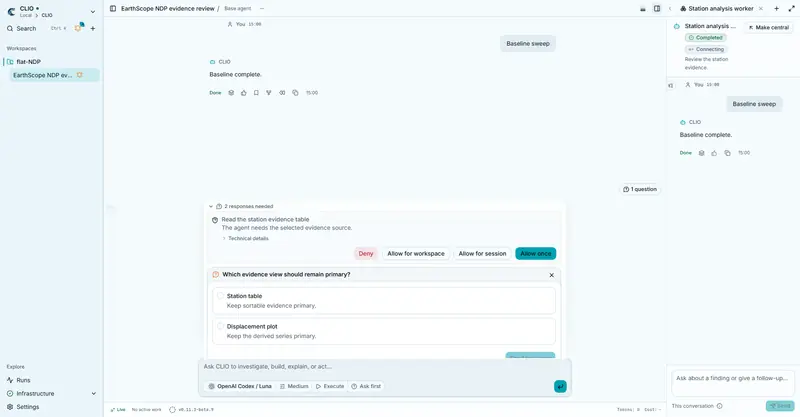 CLIO
Local > CLIO
Search
Ctrl K
Workspaces
flat-NDP
EarthScope NDP ev...
Explore
Runs
Infrastructure
Settings
EarthScope NDP evidence review /
Base agent
You 15:00
Baseline sweep
CLIO
Baseline complete.
Done
15:00
1 question
2 responses needed
Read the station evidence table
The agent needs the selected evidence source.
Technical details
Deny
Allow for workspace
Allow for session
Allow once
Which evidence view should remain primary?
Station table
Keep sortable evidence primary.
Displacement plot
Keep the derived series primary.
Ask CLIO to investigate, build, explain, or act...
OpenAI Codex / Luna
Medium
Execute
Ask first
Live
No active work
Tokens: 0
Station analysis worker
Station analysis ...
Make central
Completed
Connecting
Review the station
evidence.
You 15:00
Baseline sweep
CLIO
Baseline complete.
Done
15:00
Ask about a finding or give a follow-up...
This conversation
Send